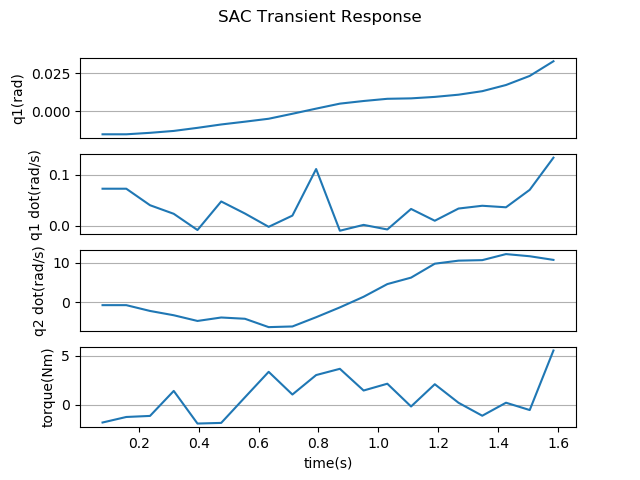 SAC Transient Response
q1(rad)
0.025
0.000
q1 dot(rad/s)
0.1
0.0
q2 dot(rad/s)
10
0
torque(Nm)
5
0
0.2 0.4 0.6 0.8 1.0 1.2 1.4 1.6
time(s)